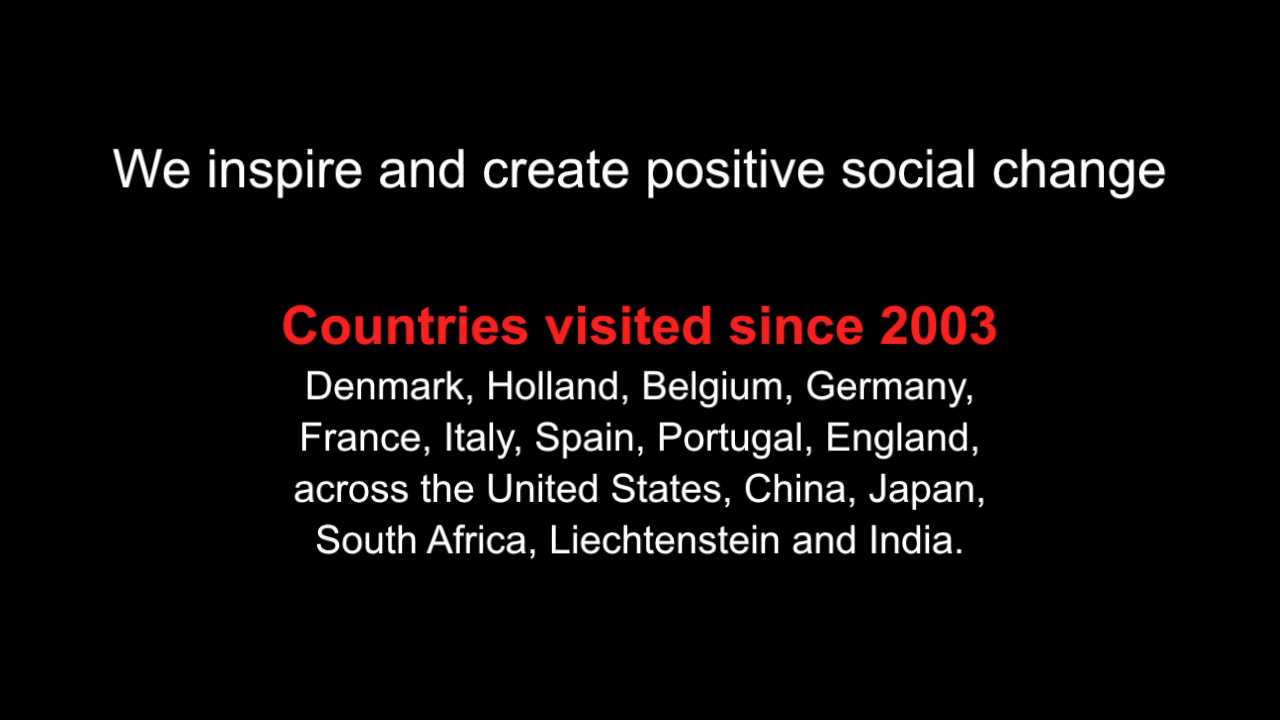 We inspire and create positive social change
Countries visited since 2003
Denmark, Holland, Belgium, Germany,
France, Italy, Spain, Portugal, England,
across the United States, China, Japan,
South Africa, Liechtenstein and India.